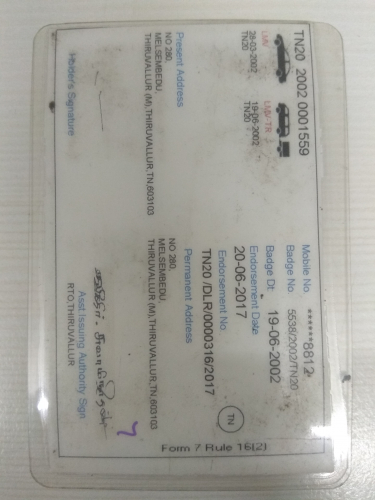 TN20 2002 0001559
LMV
26-03-2002
TN20
LMV-TR
19-06-2002
TN20
Mobile No. ******8812
Badge No. 5538/2002/TN20
Badge Dt. 19-06-2002
Endorsement Date
20-06-2017
Endorsement No.
TN20 /DLR/0000316/2017
Present Address
NO 280,
MELSEMBEDU,
THIRUVALLUR (M),THIRUVALLUR,TN,603103
Permanent Address
NO 280,
MELSEMBEDU,
THIRUVALLUR (M),THIRUVALLUR,TN,603103
TN
Holder's Signature
Asst.Issuing Authority Sign
RTO,THIRUVALLUR
Form 7 Rule 16(2)